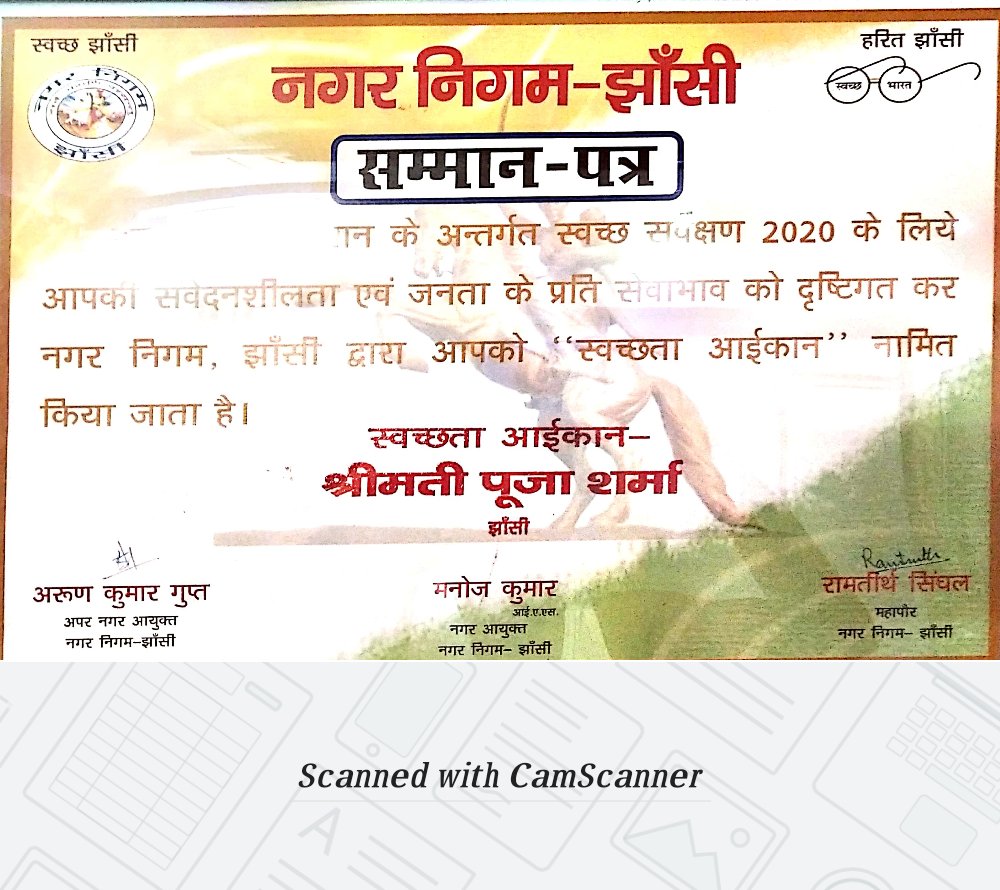 स्वच्छ झाँसी
हरित झाँसी
नगर निगम
झाँसी
स्वच्छ भारत
नगर निगम-झाँसी
सम्मान-पत्र
के अन्तर्गत स्वच्छ सर्वेक्षण 2020 के लिये
आपकी संवेदनशीलता एवं जनता के प्रति सेवाभाव को दृष्टिगत कर
नगर निगम, झाँसी द्वारा आपको ‘‘स्वच्छता आईकान’’ नामित
किया जाता है।
स्वच्छता आईकान–
श्रीमती पूजा शर्मा
झाँसी
अरूण कुमार गुप्त
अपर नगर आयुक्त
नगर निगम–झाँसी
मनोज कुमार
आई.ए.एस.
नगर आयुक्त
नगर निगम– झाँसी
रामतीर्थ सिंघल
महापौर
नगर निगम– झाँसी
Scanned with CamScanner